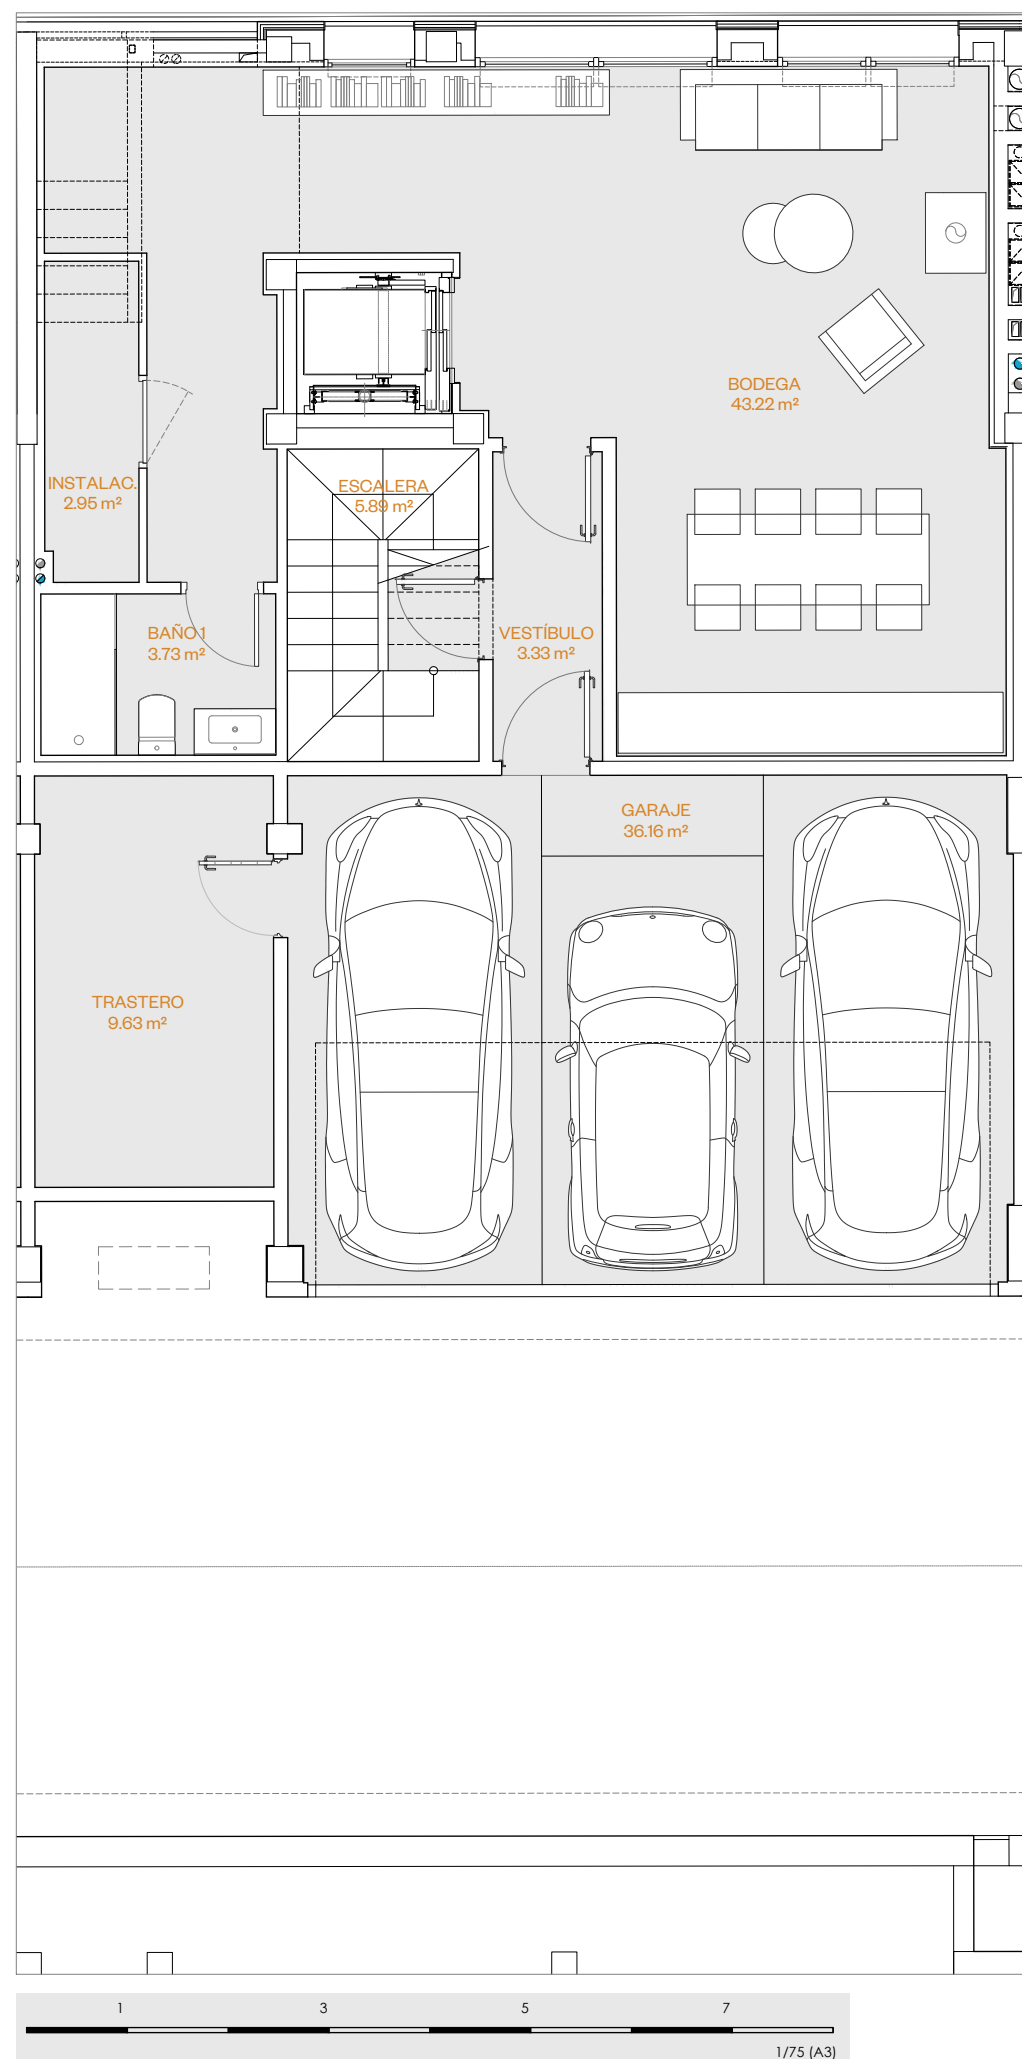 BODEGA
43.22 m²
INSTALAC.
2.95 m²
ESCALERA
5.89 m²
BAÑO 1
3.73 m²
VESTÍBULO
3.33 m²
GARAJE
36.16 m²
TRASTERO
9.63 m²
1 3 5 7
1/75 (A3)